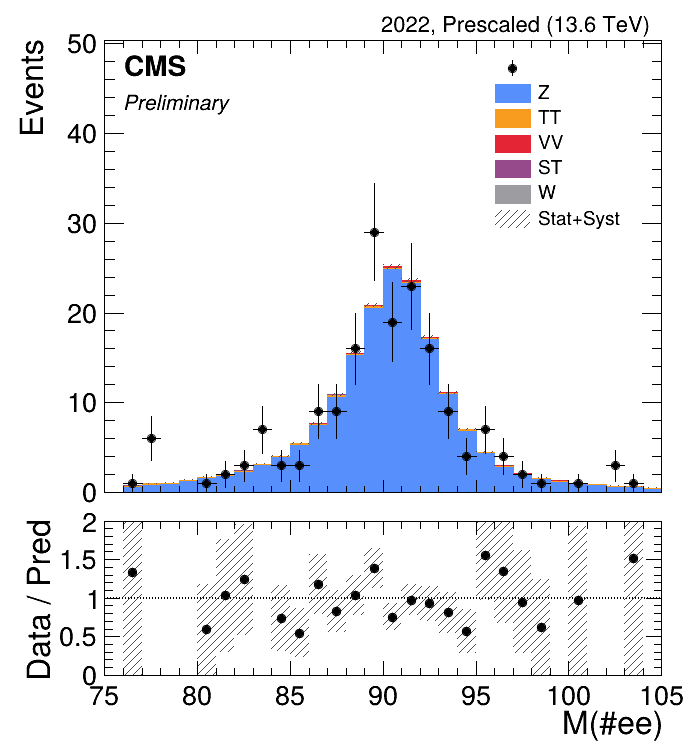 2022, Prescaled (13.6 TeV)
Events
50
40
30
20
10
0
CMS
Preliminary
Z
TT
VV
ST
W
Stat+Syst
Data / Pred
2
1.5
1
0.5
0
75 80 85 90 95 100 105
M(#ee)